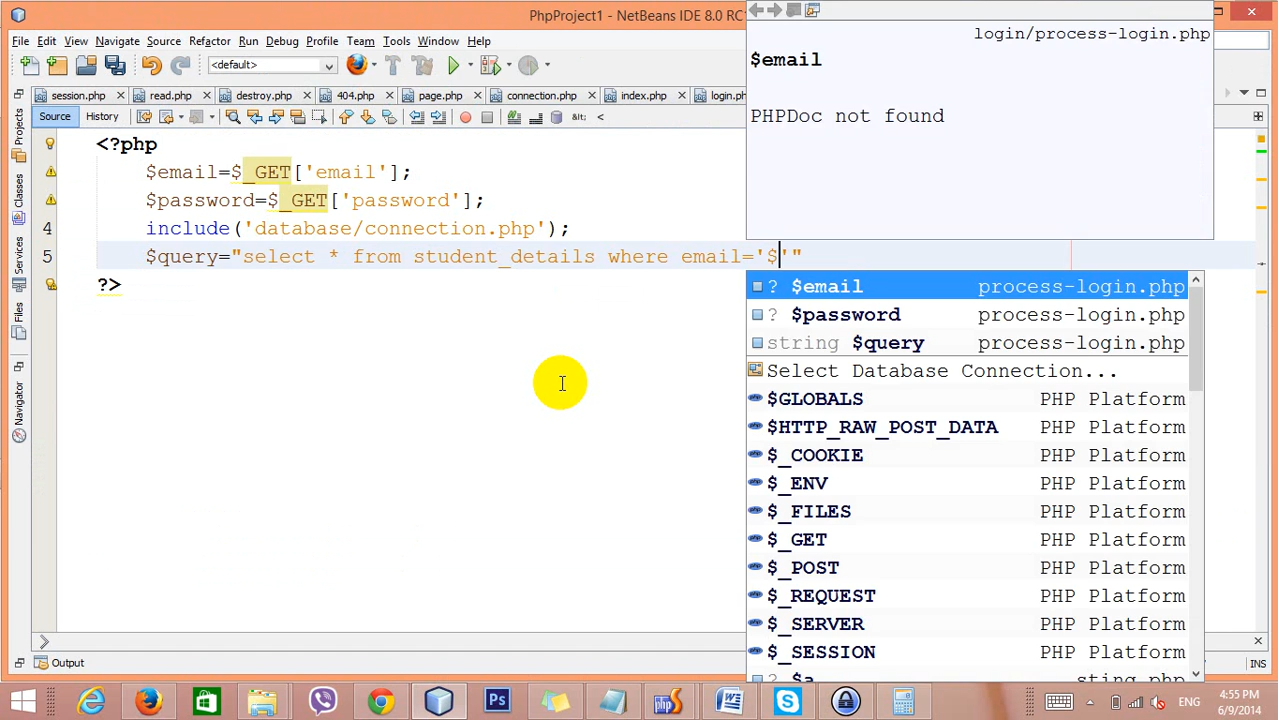 PhpProject1 - NetBeans IDE 8.0 RC
File Edit View Navigate Source Refactor Run Debug Profile Team Tools Window Help
<default>
session.php read.php destroy.php 404.php page.php connection.php index.php login.
Source History
Projects
Classes
Files
Navigator
<?php
$email=$_GET['email'];
$password=$_GET['password'];
4 include('database/connection.php');
5 $query="select * from student_details where email='$'"
?>
login/process-login.php
$email
PHPDoc not found
? $email process-login.php
? $password process-login.php
string $query process-login.php
Select Database Connection...
$GLOBALS PHP Platform
$HTTP_RAW_POST_DATA PHP Platform
$_COOKIE PHP Platform
$_ENV PHP Platform
$_FILES PHP Platform
$_GET PHP Platform
$_POST PHP Platform
$_REQUEST PHP Platform
$_SERVER PHP Platform
$_SESSION PHP Platform
? $a sting.php
Output
INS
ENG
4:55 PM
6/9/2014